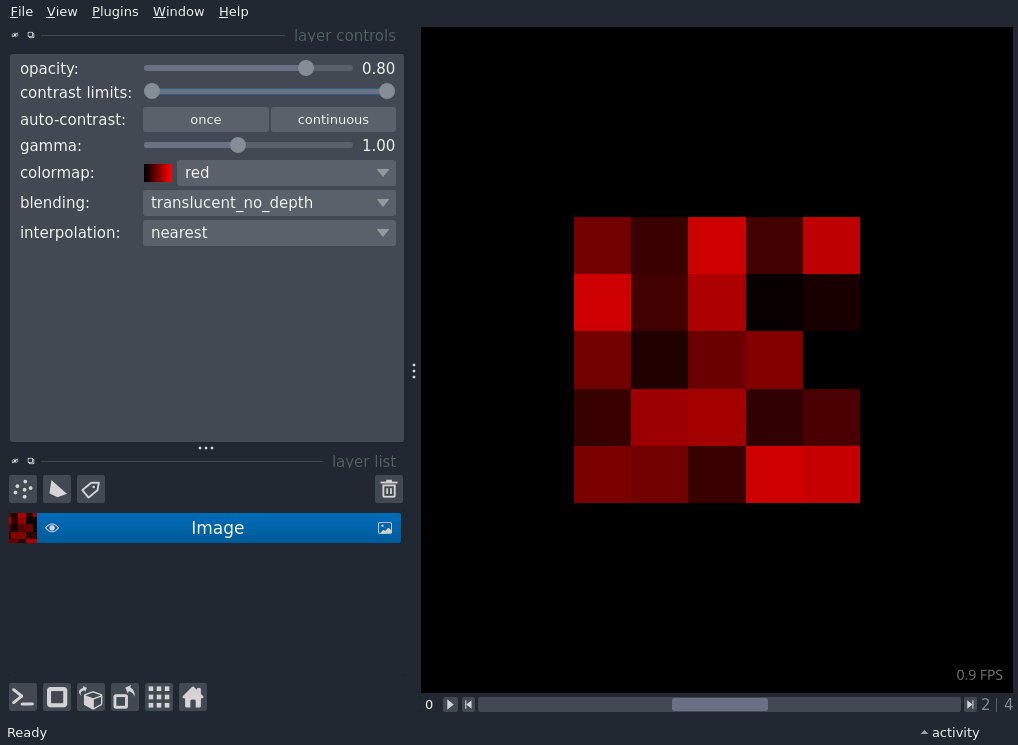 File View Plugins Window Help
layer controls
opacity: 0.80
contrast limits:
auto-contrast: once continuous
gamma: 1.00
colormap: red
blending: translucent_no_depth
interpolation: nearest
layer list
Image
0.9 FPS
0 2 | 4
Ready activity